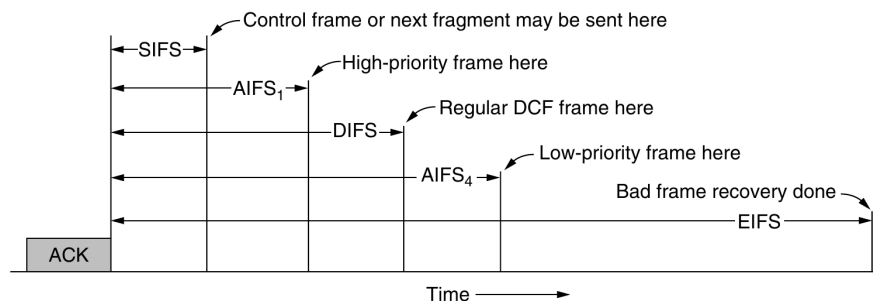 Control frame or next fragment may be sent here
SIFS
High-priority frame here
AIFS1
Regular DCF frame here
DIFS
Low-priority frame here
AIFS4
Bad frame recovery done
EIFS
ACK
Time